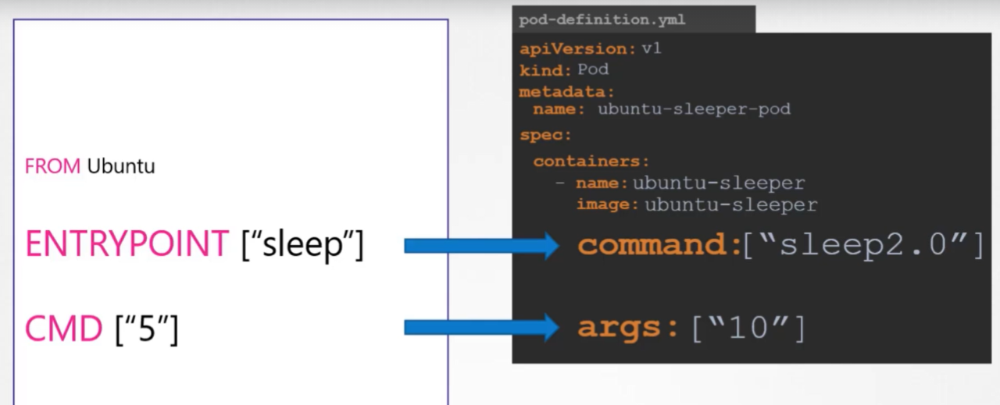 FROM Ubuntu
ENTRYPOINT [“sleep”]
CMD [“5”]
pod-definition.yml
apiVersion: v1
kind: Pod
metadata:
name: ubuntu-sleeper-pod
spec:
containers:
- name: ubuntu-sleeper
image: ubuntu-sleeper
command:[“sleep2.0”]
args: [“10”]